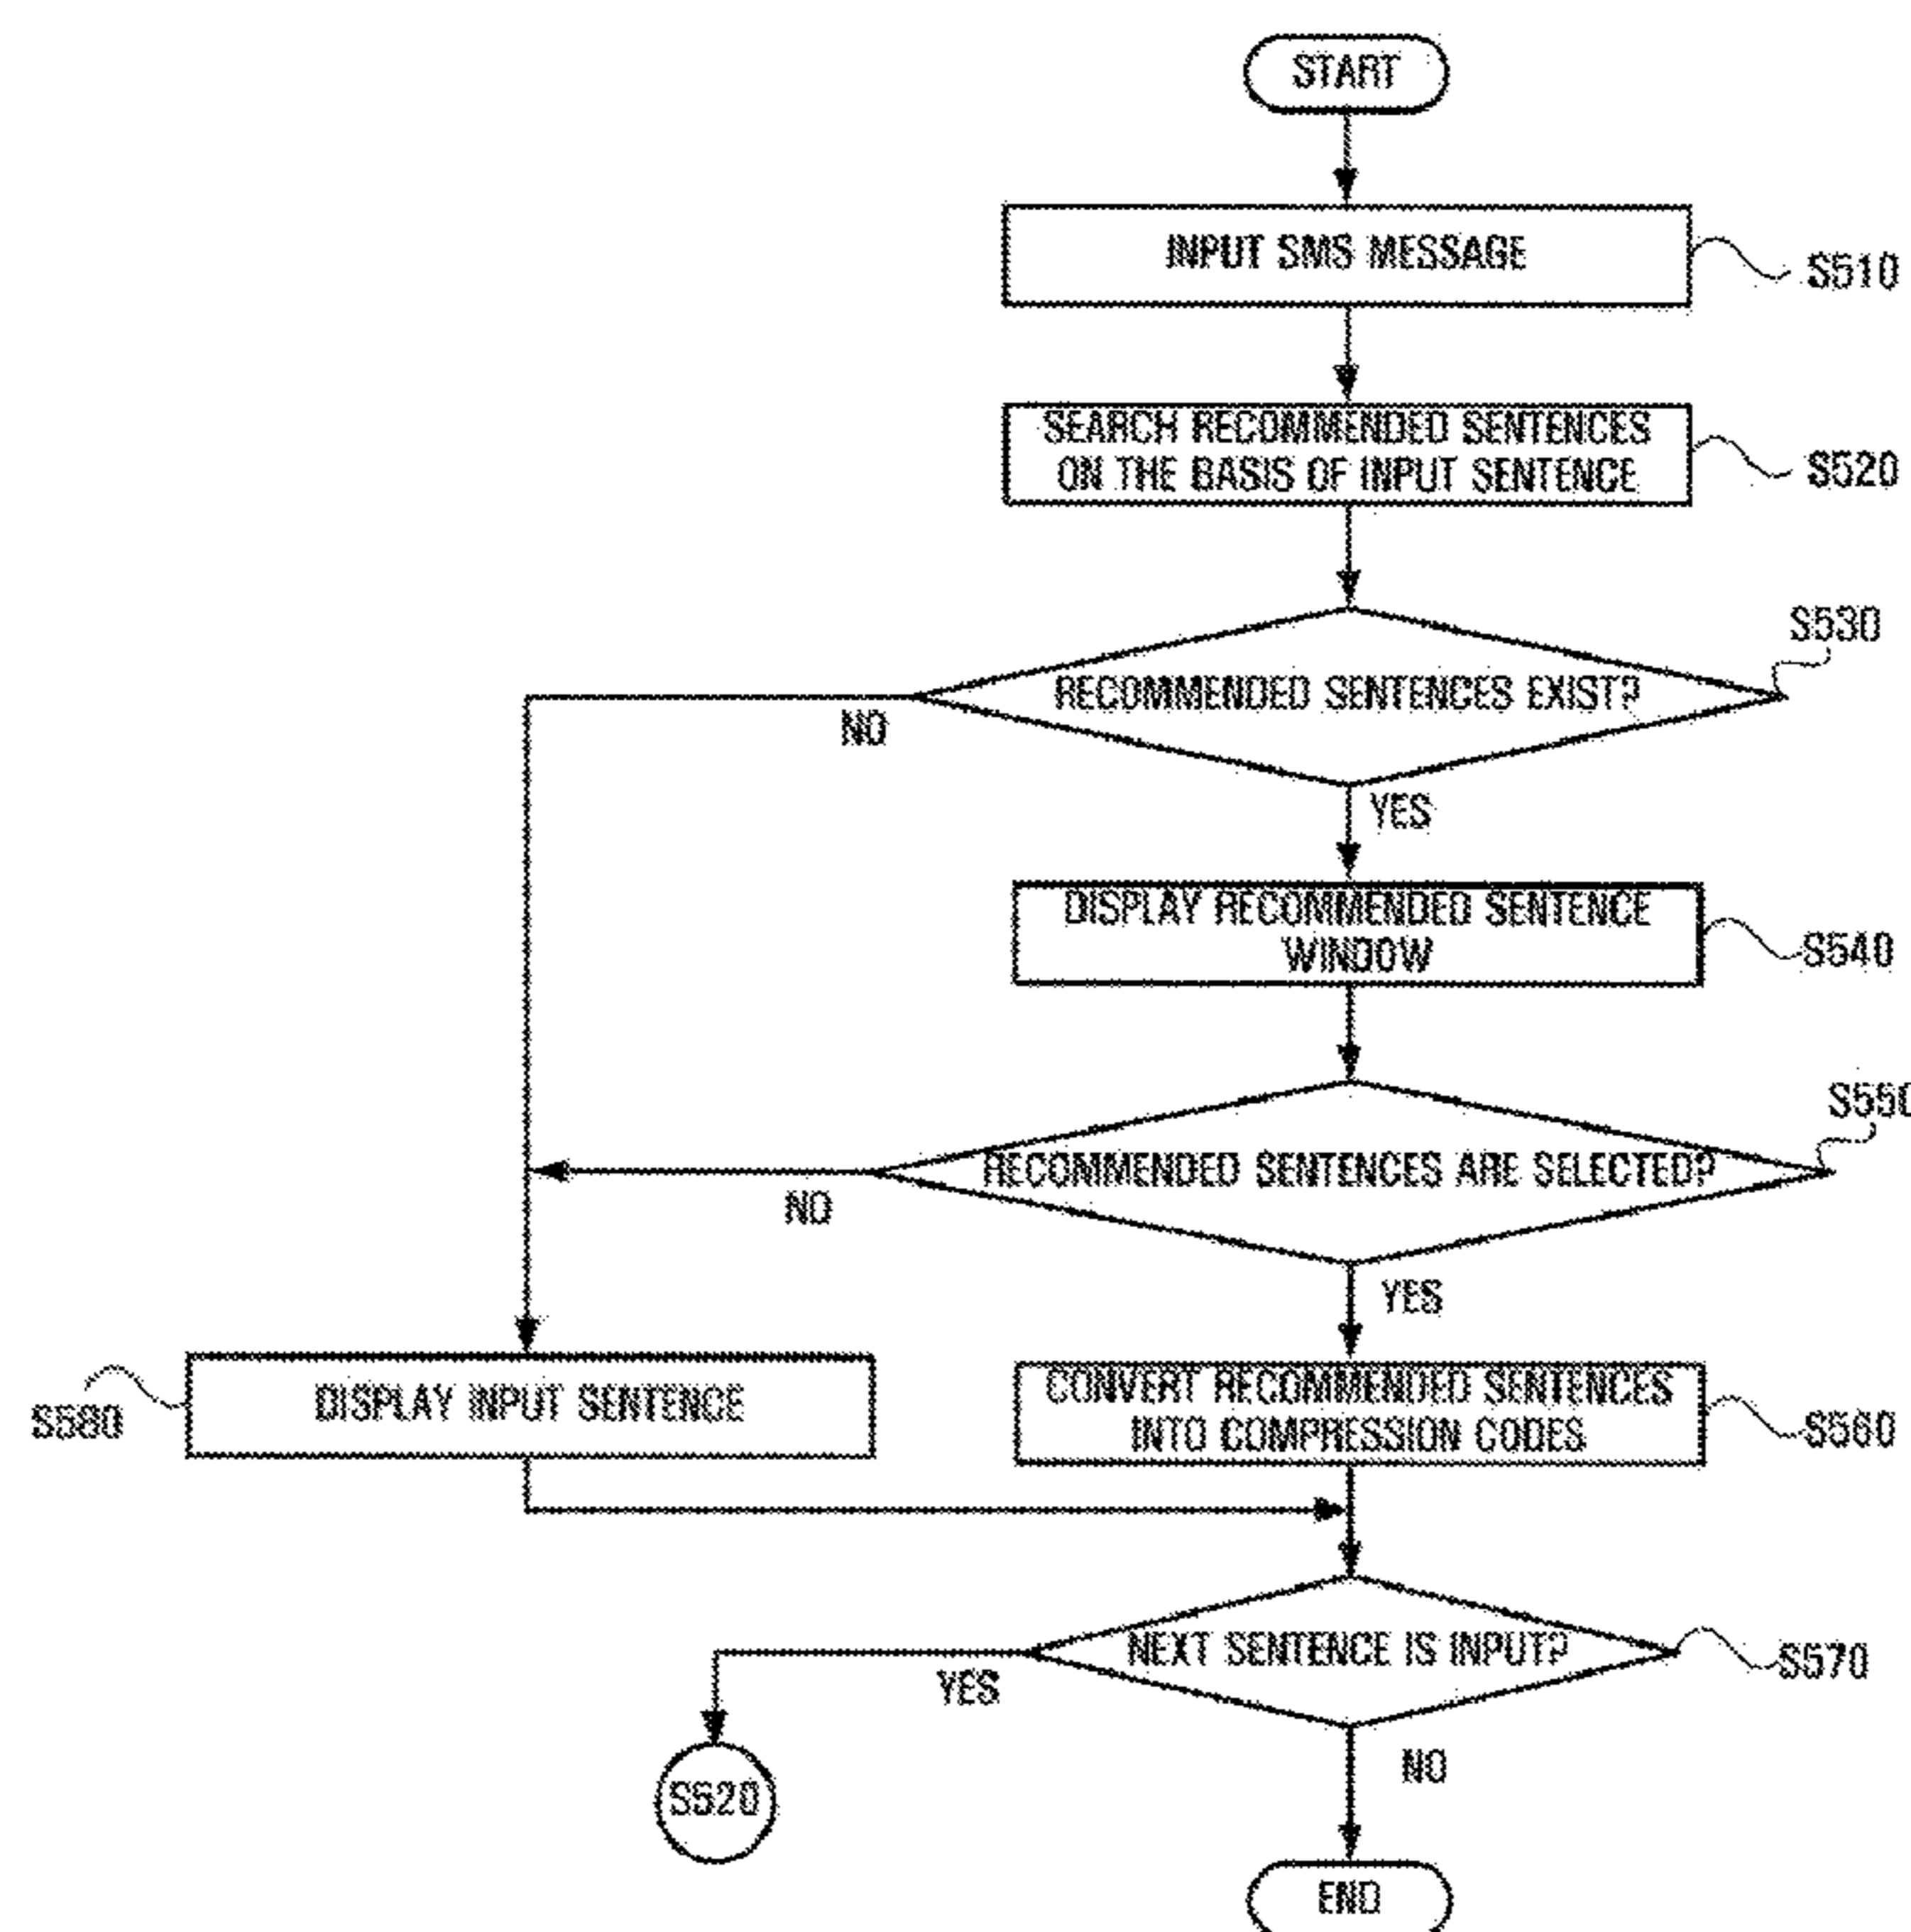 START
INPUT SMS MESSAGE
S510
SEARCH RECOMMENDED SENTENCES
ON THE BASIS OF INPUT SENTENCE
S520
S530
RECOMMENDED SENTENCES EXIST?
NO
YES
DISPLAY RECOMMENDED SENTENCE
WINDOW
S540
S550
RECOMMENDED SENTENCES ARE SELECTED?
NO
YES
S580
DISPLAY INPUT SENTENCE
CONVERT RECOMMENDED SENTENCES
INTO COMPRESSION CODES
S560
NEXT SENTENCE IS INPUT?
S570
YES
S520
NO
END